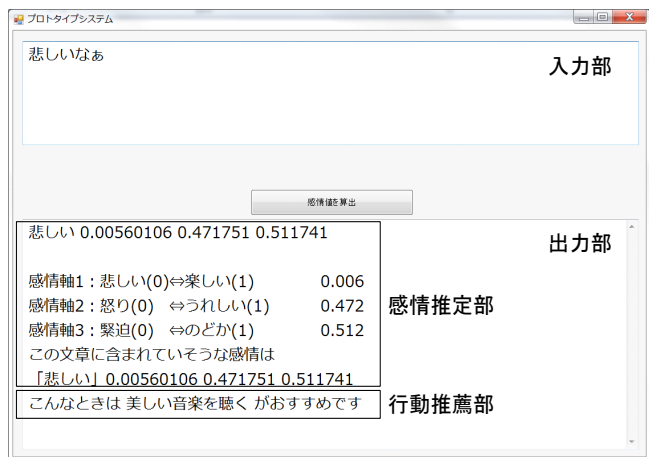 プロトタイプシステム
悲しいなぁ
入力部
感情値を算出
悲しい 0.00560106 0.471751 0.511741
出力部
感情軸1：悲しい(0)⇔楽しい(1) 0.006
感情軸2：怒り(0) ⇔うれしい(1) 0.472
感情推定部
感情軸3：緊迫(0) ⇔のどか(1) 0.512
この文章に含まれていそうな感情は
「悲しい」0.00560106 0.471751 0.511741
こんなときは 美しい音楽を聴く がおすすめです
行動推薦部